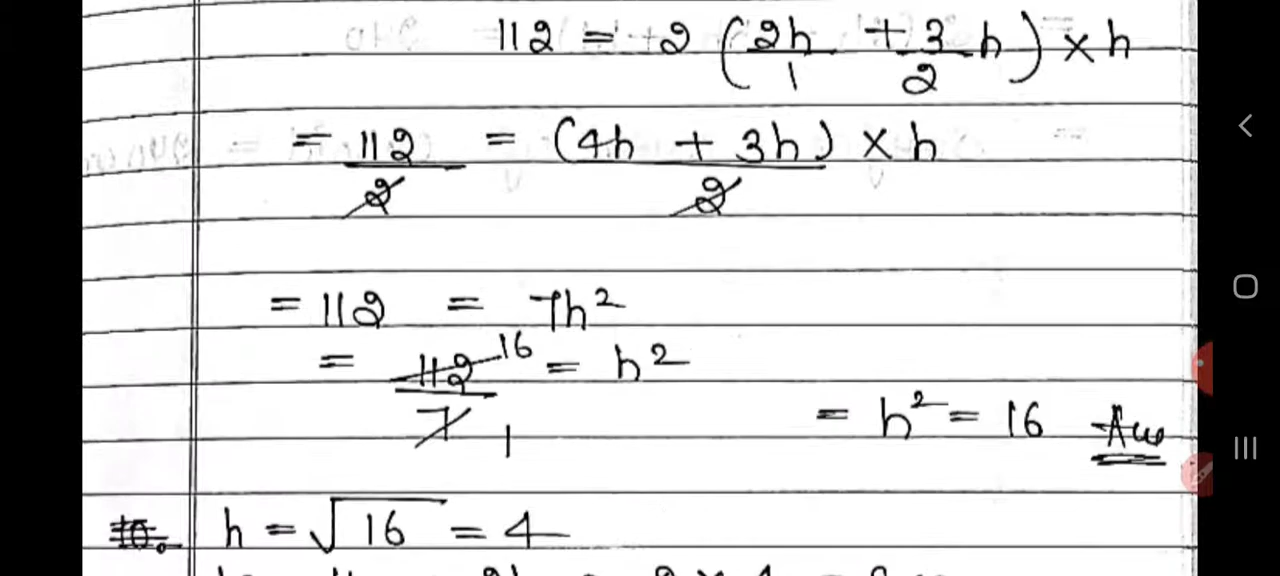 112 = 2 (2h/1 + 3/2 h) × h
= 112/2 = (4h + 3h)/2 × h
= 112 = 7h²
= 112/7 16 1 = h²
= h² = 16 Ans
10. h = √16 = 4